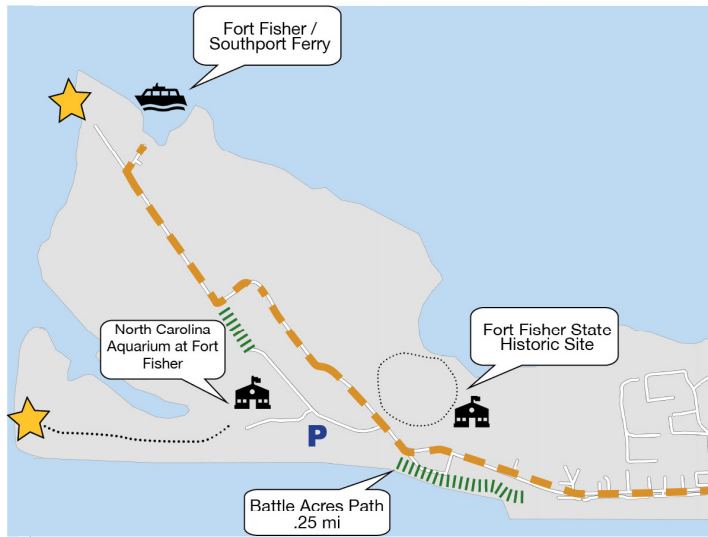 Fort Fisher /
Southport Ferry
North Carolina
Aquarium at Fort
Fisher
Fort Fisher State
Historic Site
P
Battle Acres Path
.25 mi